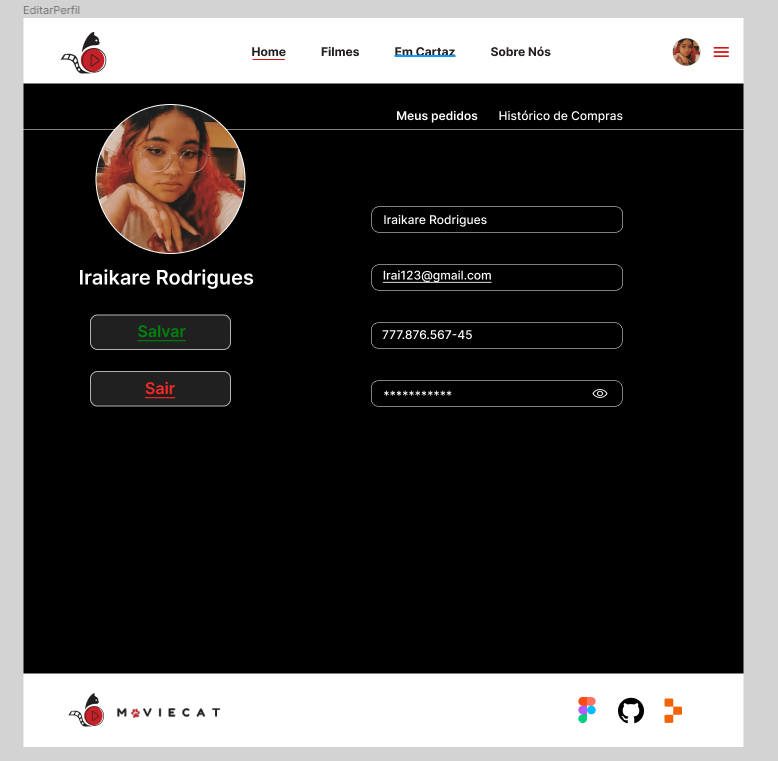 EditarPerfil
Home Filmes Em Cartaz Sobre Nós
Meus pedidos Histórico de Compras
Iraikare Rodrigues
Irai123@gmail.com
Iraikare Rodrigues
Salvar
777.876.567-45
Sair
***********
MOVIECAT